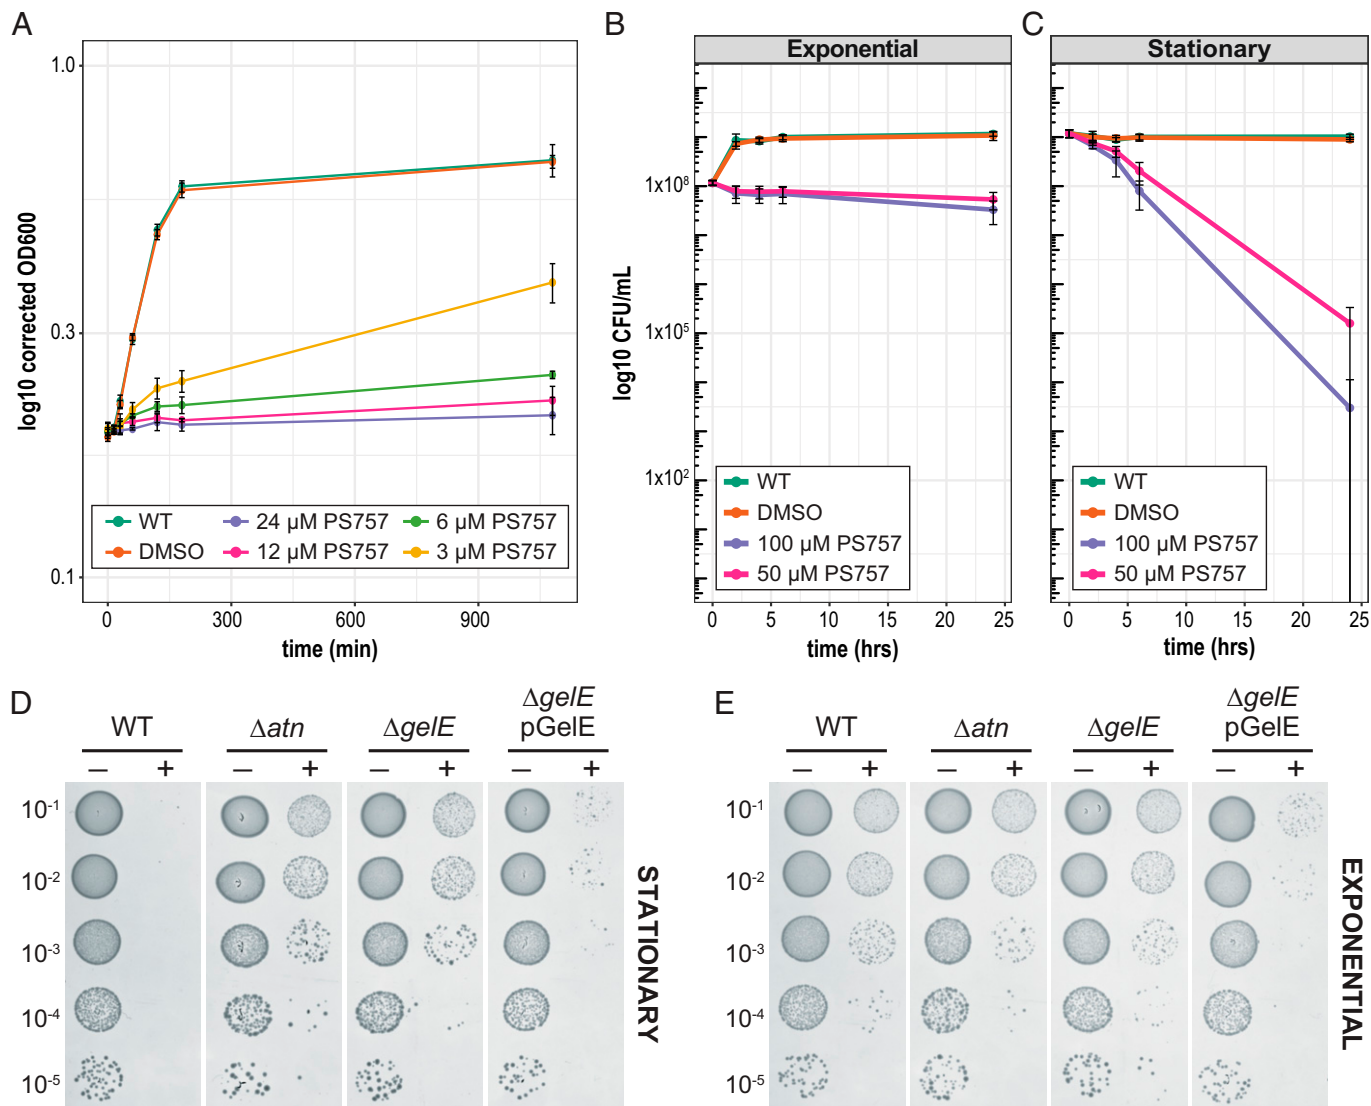 A
log10 corrected OD600
1.0
0.3
0.1
0
300
600
900
time (min)
WT
24 µM PS757
6 µM PS757
DMSO
12 µM PS757
3 µM PS757
B
Exponential
log10 CFU/mL
1x10⁸
1x10⁵
1x10²
WT
DMSO
100 µM PS757
50 µM PS757
0
5
10
15
20
25
time (hrs)
C
Stationary
WT
DMSO
100 µM PS757
50 µM PS757
0
5
10
15
20
25
time (hrs)
D
WT
Δatn
ΔgelE
ΔgelE
pGelE
– + – + – + – +
10⁻¹
10⁻²
10⁻³
10⁻⁴
10⁻⁵
STATIONARY
E
WT
Δatn
ΔgelE
ΔgelE
pGelE
– + – + – + – +
10⁻¹
10⁻²
10⁻³
10⁻⁴
10⁻⁵
EXPONENTIAL